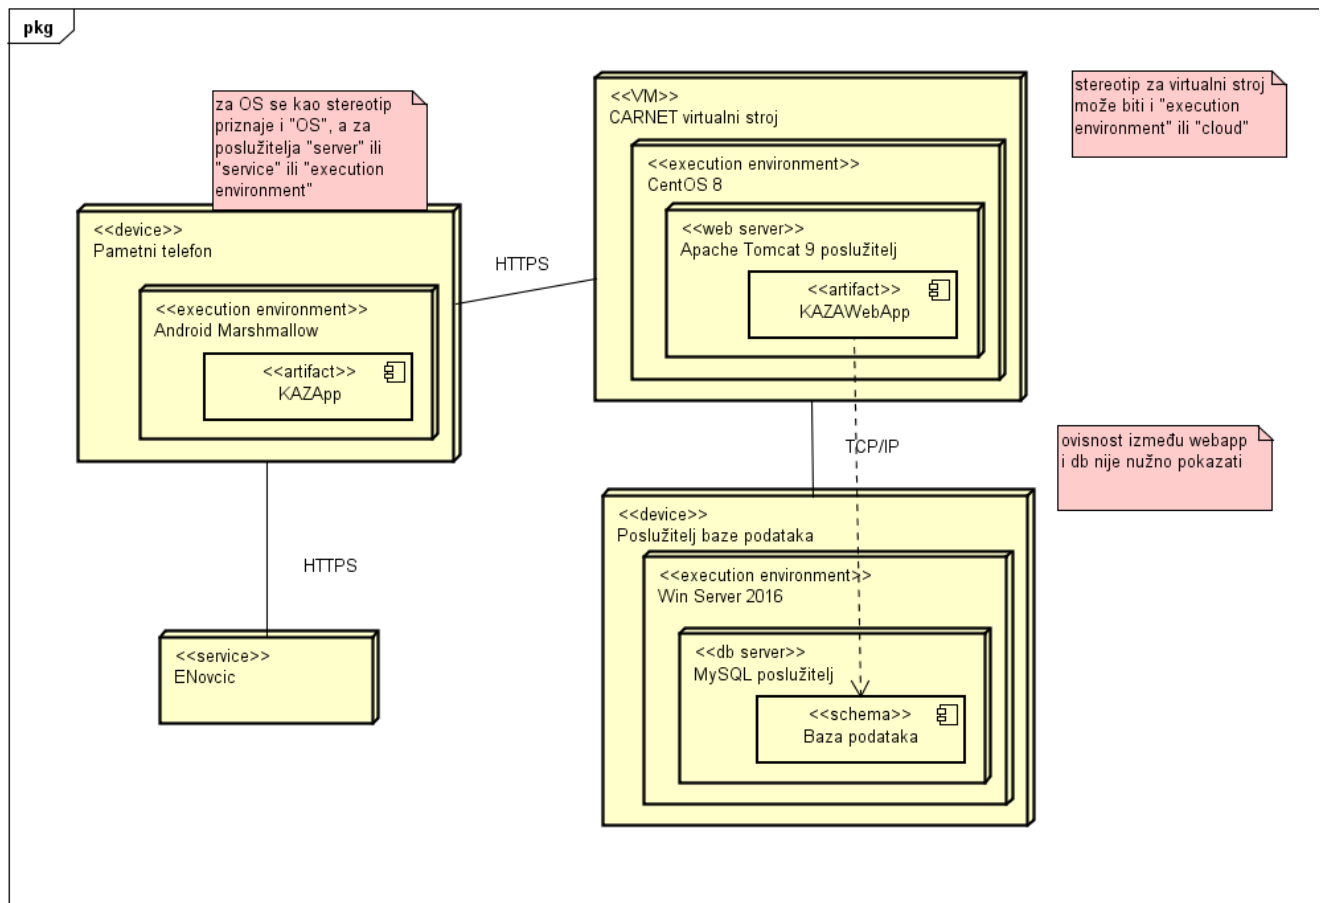 pkg
za OS se kao stereotip
priznaje i "OS", a za
poslužitelja "server" ili
"service" ili "execution
environment"
<<device>>
Pametni telefon
<<execution environment>>
Android Marshmallow
<<artifact>>
KAZApp
HTTPS
<<VM>>
CARNET virtualni stroj
<<execution environment>>
CentOS 8
<<web server>>
Apache Tomcat 9 poslužitelj
<<artifact>>
KAZAWebApp
stereotip za virtualni stroj
može biti i "execution
environment" ili "cloud"
TCP/IP
ovisnost između webapp
i db nije nužno pokazati
HTTPS
<<service>>
ENovcic
<<device>>
Poslužitelj baze podataka
<<execution environment>>
Win Server 2016
<<db server>>
MySQL poslužitelj
<<schema>>
Baza podataka